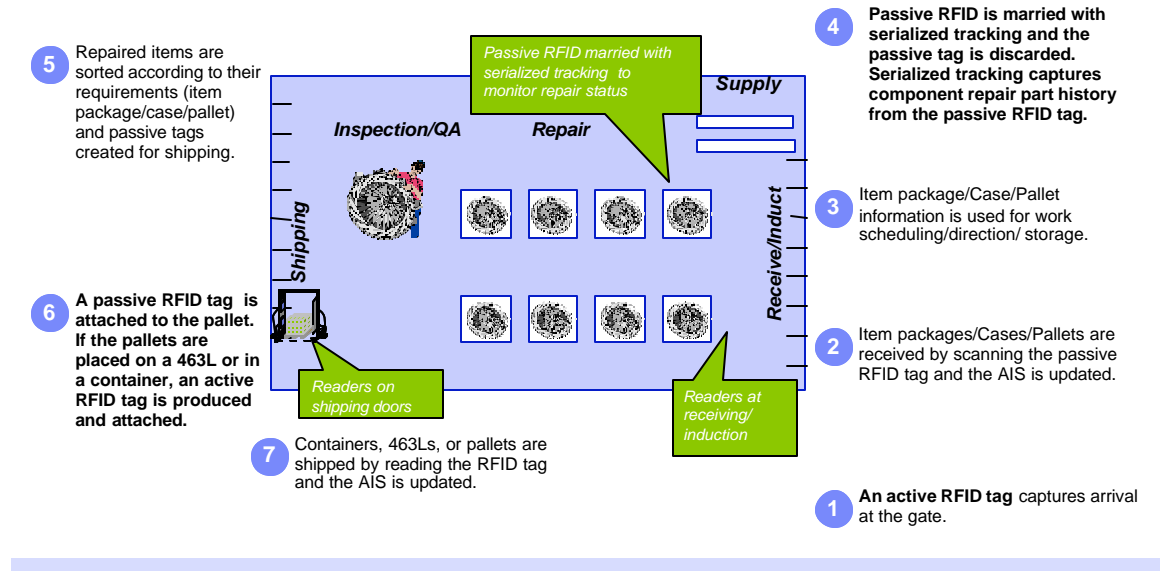 5
Repaired items are
sorted according to their
requirements (item
package/case/pallet)
and passive tags
created for shipping.
Passive RFID married with
serialized tracking  to
monitor repair status
Supply
4
Passive RFID is married with
serialized tracking and the
passive tag is discarded.
Serialized tracking captures
component repair part history
from the passive RFID tag.
Inspection/QA
Repair
Shipping
Receive/Induct
3
Item package/Case/Pallet
information is used for work
scheduling/direction/ storage.
6
A passive RFID tag  is
attached to the pallet.
If the pallets are
placed on a 463L or in
a container, an active
RFID tag is produced
and attached.
2
Item packages/Cases/Pallets are
received by scanning the passive
RFID tag and the AIS is updated.
Readers on
shipping doors
Readers at
receiving/
induction
7
Containers, 463Ls, or pallets are
shipped by reading the RFID tag
and the AIS is updated.
1
An active RFID tag captures arrival
at the gate.